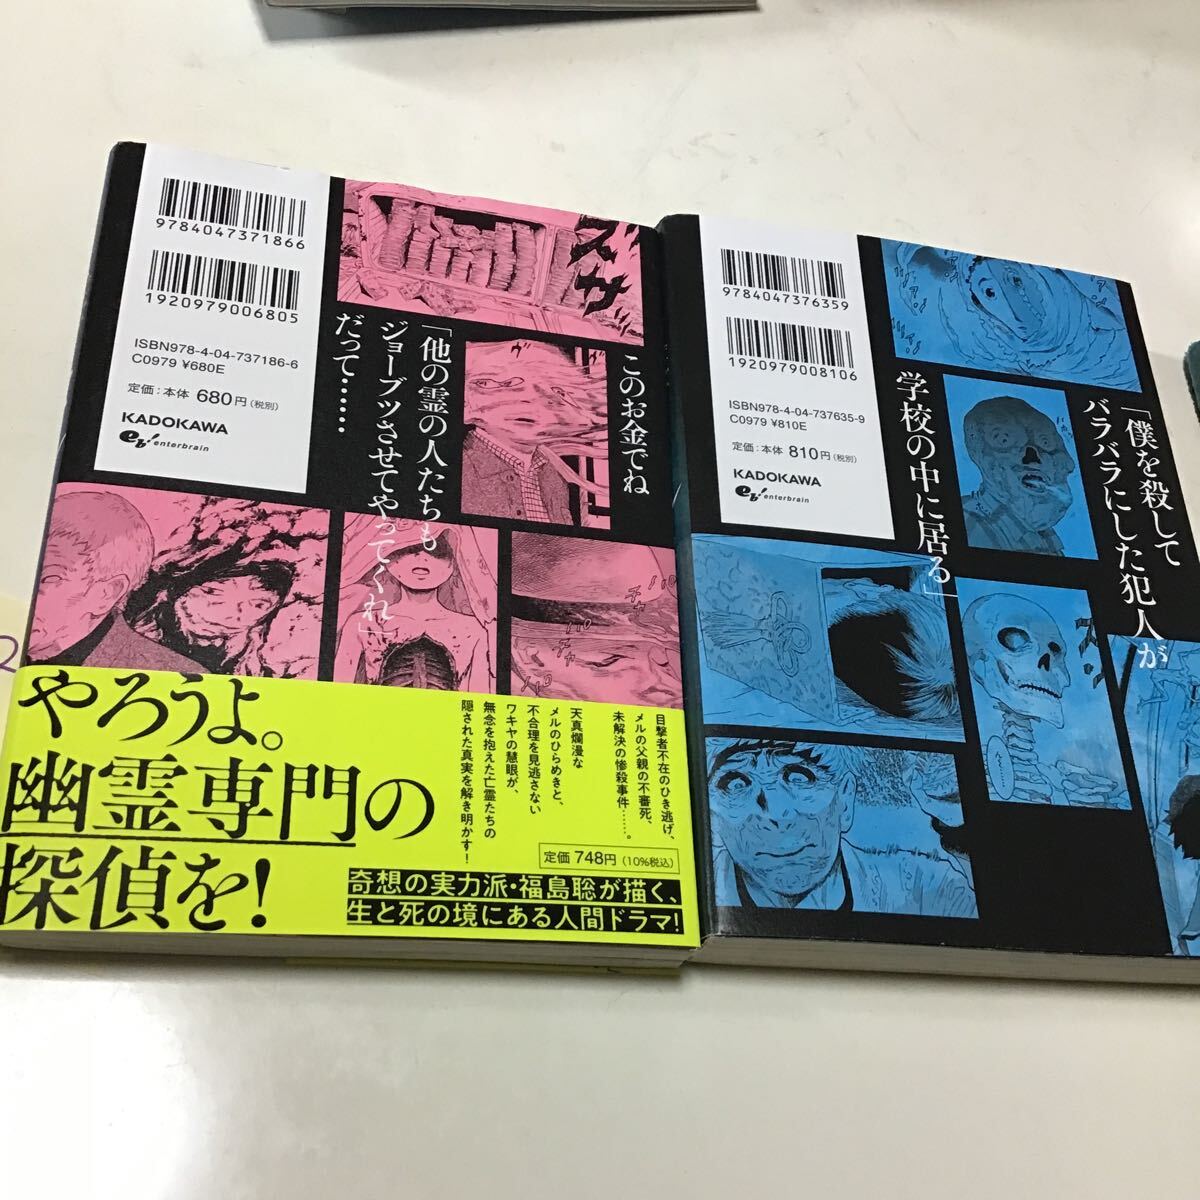 9784047371866
1920979006805
ISBN978-4-04-737186-6
C0979 ¥680E
定価：本体 680円（税別）
KADOKAWA
eb! enterbrain
ズザッ
このお金でね
「他の霊の人たちも
ジョーブツさせてやってくれ」
だって……
やろうよ。
幽霊専門の
探偵を！
目撃者不在のひき逃げ、
メルの父親の不審死、
未解決の惨殺事件……。
天真爛漫な
メルのひらめきと、
不合理を見逃さない
ワキヤの慧眼が、
無念を抱えた亡霊たちの
隠された真実を解き明かす！
定価 748円（10%税込）
奇想の実力派・福島聡が描く、
生と死の境にある人間ドラマ！
9784047376359
1920979008106
ISBN978-4-04-737635-9
C0979 ¥810E
定価：本体 810円（税別）
KADOKAWA
eb! enterbrain
「僕を殺して
バラバラにした犯人が
学校の中に居る」
2